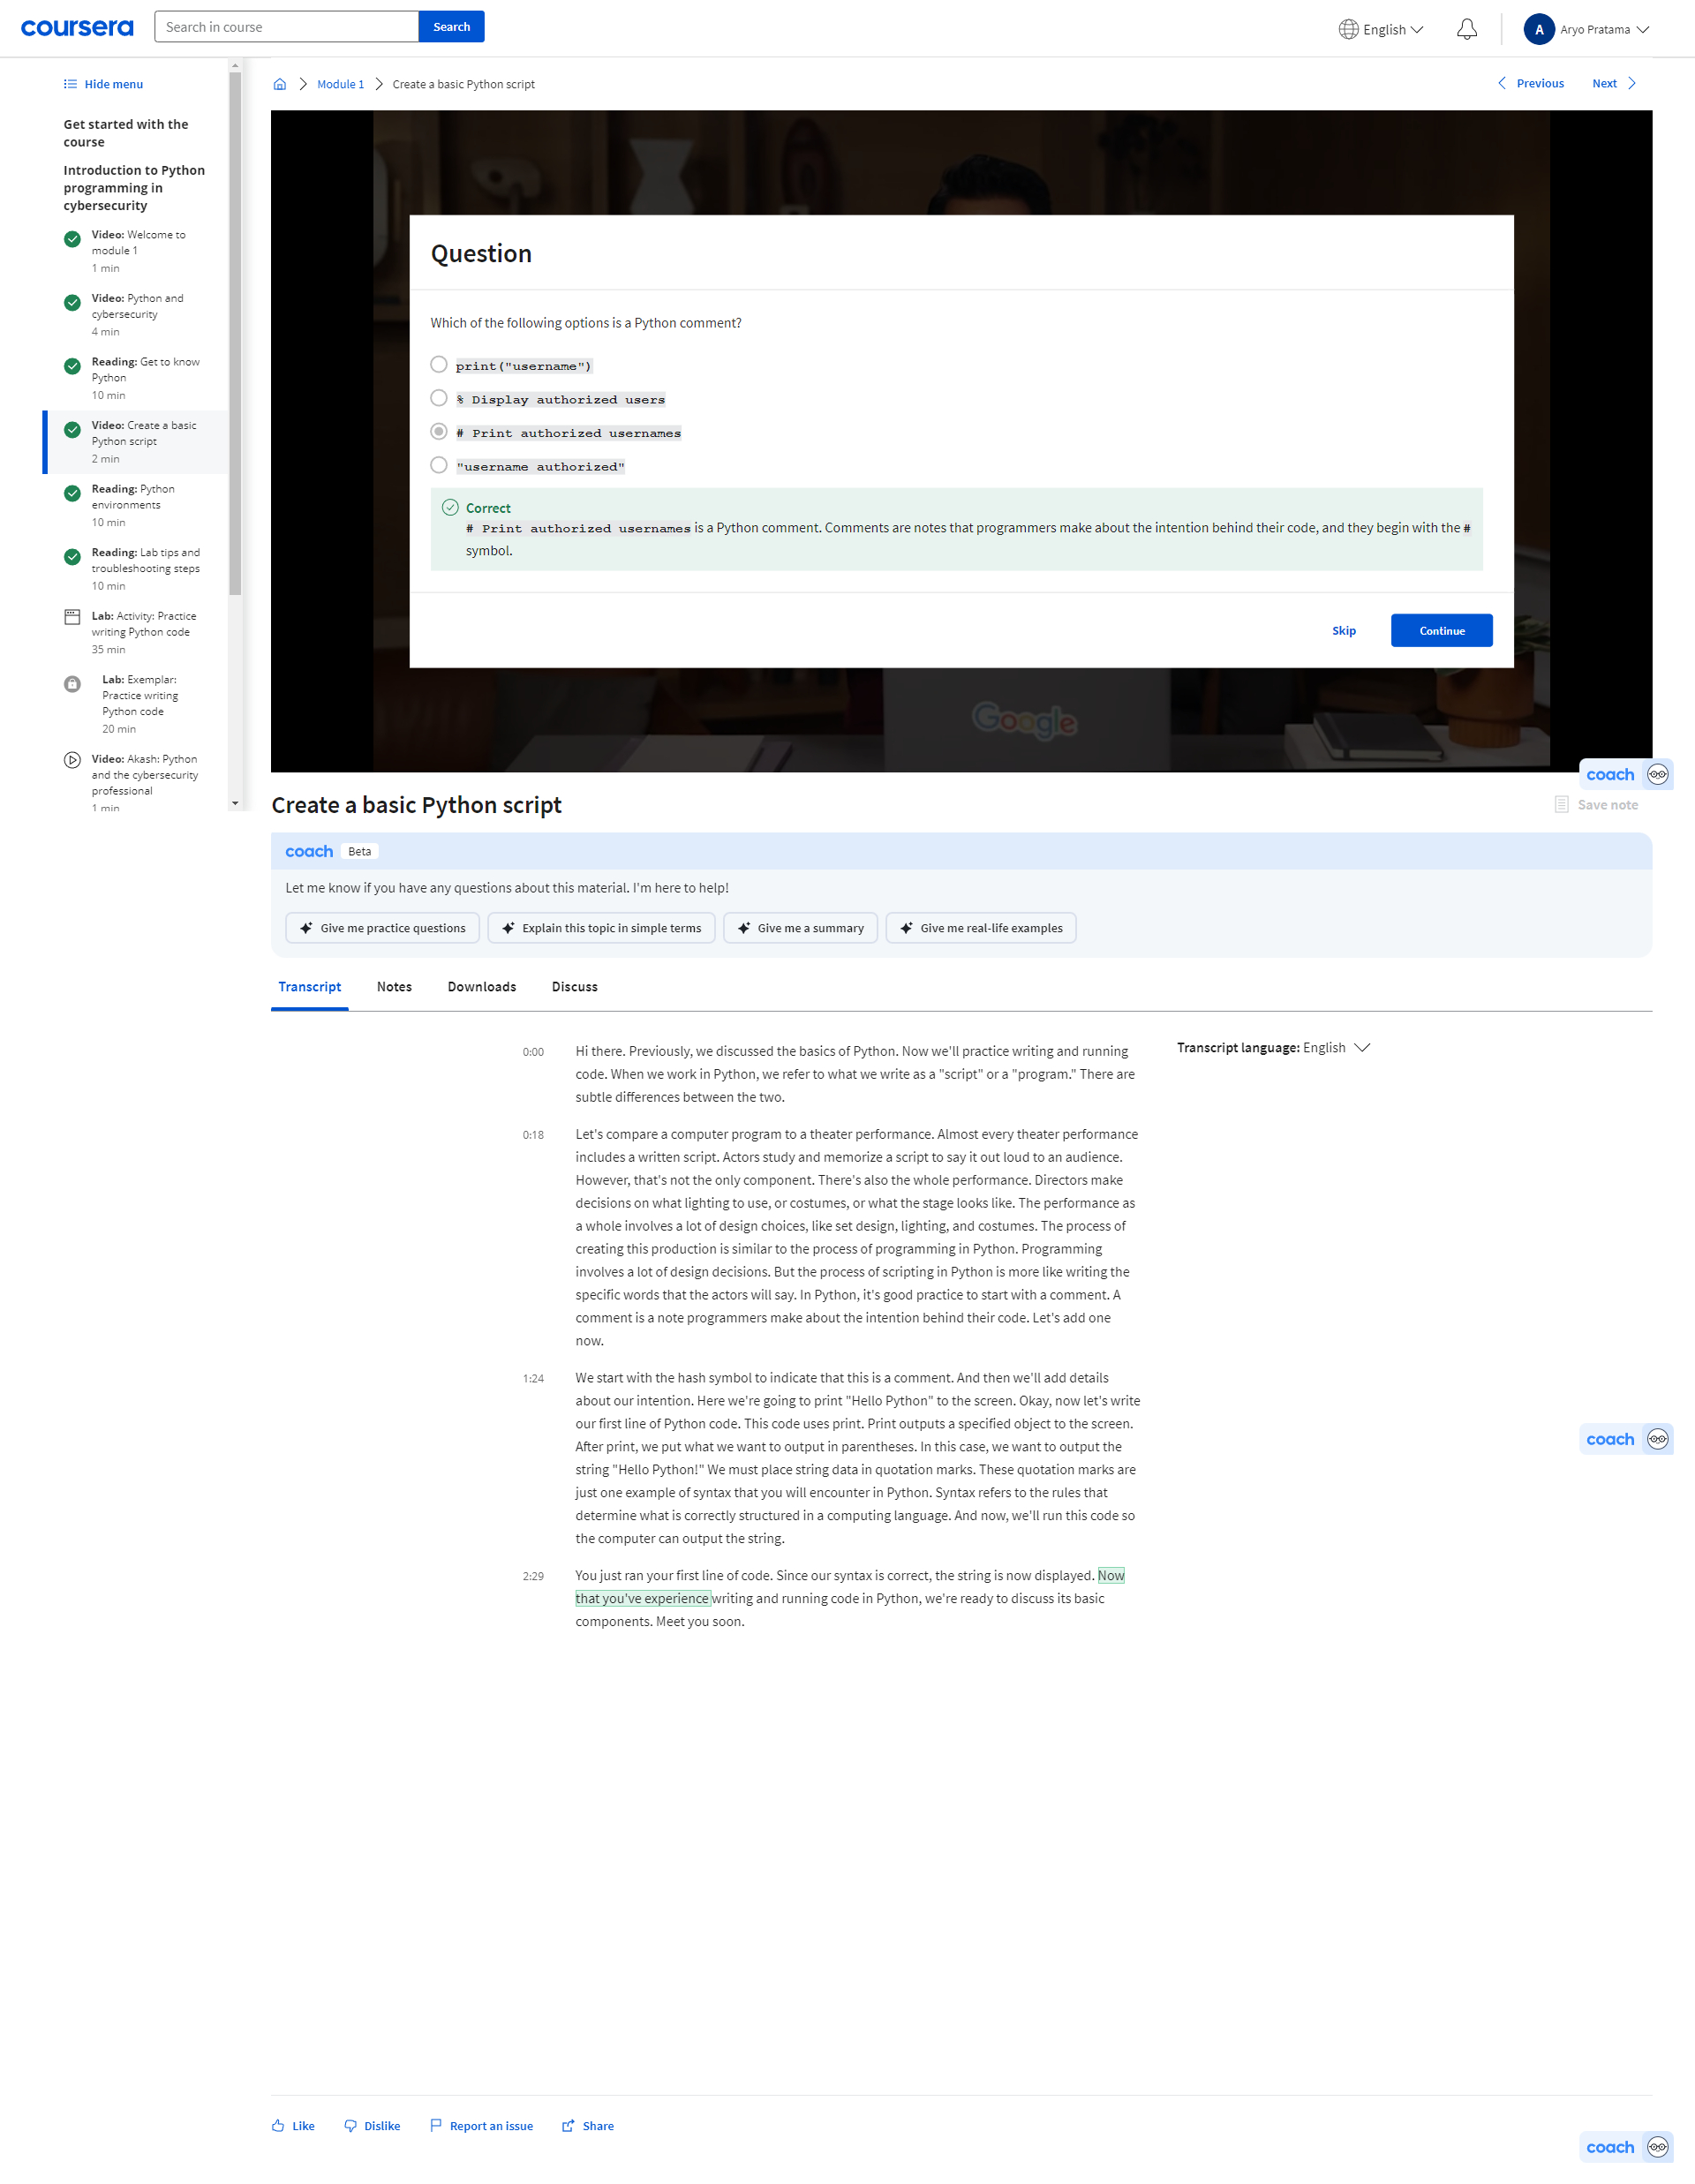 coursera
Search in course
Search
English
A
Aryo Pratama
Hide menu
Get started with the
course
Introduction to Python
programming in
cybersecurity
Video: Welcome to
module 1
1 min
Video: Python and
cybersecurity
4 min
Reading: Get to know
Python
10 min
Video: Create a basic
Python script
2 min
Reading: Python
environments
10 min
Reading: Lab tips and
troubleshooting steps
10 min
Lab: Activity: Practice
writing Python code
35 min
Lab: Exemplar:
Practice writing
Python code
20 min
Video: Akash: Python
and the cybersecurity
professional
1 min
Module 1
Create a basic Python script
Previous
Next
Question
Which of the following options is a Python comment?
print("username")
% Display authorized users
# Print authorized usernames
"username authorized"
Correct
# Print authorized usernames is a Python comment. Comments are notes that programmers make about the intention behind their code, and they begin with the #
symbol.
Skip
Continue
Google
coach
Create a basic Python script
Save note
coach Beta
Let me know if you have any questions about this material. I'm here to help!
Give me practice questions
Explain this topic in simple terms
Give me a summary
Give me real-life examples
Transcript
Notes
Downloads
Discuss
Transcript language: English
0:00
Hi there. Previously, we discussed the basics of Python. Now we'll practice writing and running
code. When we work in Python, we refer to what we write as a "script" or a "program." There are
subtle differences between the two.
0:18
Let's compare a computer program to a theater performance. Almost every theater performance
includes a written script. Actors study and memorize a script to say it out loud to an audience.
However, that's not the only component. There's also the whole performance. Directors make
decisions on what lighting to use, or costumes, or what the stage looks like. The performance as
a whole involves a lot of design choices, like set design, lighting, and costumes. The process of
creating this production is similar to the process of programming in Python. Programming
involves a lot of design decisions. But the process of scripting in Python is more like writing the
specific words that the actors will say. In Python, it's good practice to start with a comment. A
comment is a note programmers make about the intention behind their code. Let's add one
now.
1:24
We start with the hash symbol to indicate that this is a comment. And then we'll add details
about our intention. Here we're going to print "Hello Python" to the screen. Okay, now let's write
our first line of Python code. This code uses print. Print outputs a specified object to the screen.
After print, we put what we want to output in parentheses. In this case, we want to output the
string "Hello Python!" We must place string data in quotation marks. These quotation marks are
just one example of syntax that you will encounter in Python. Syntax refers to the rules that
determine what is correctly structured in a computing language. And now, we'll run this code so
the computer can output the string.
coach
2:29
You just ran your first line of code. Since our syntax is correct, the string is now displayed. Now
that you've experience writing and running code in Python, we're ready to discuss its basic
components. Meet you soon.
Like
Dislike
Report an issue
Share
coach